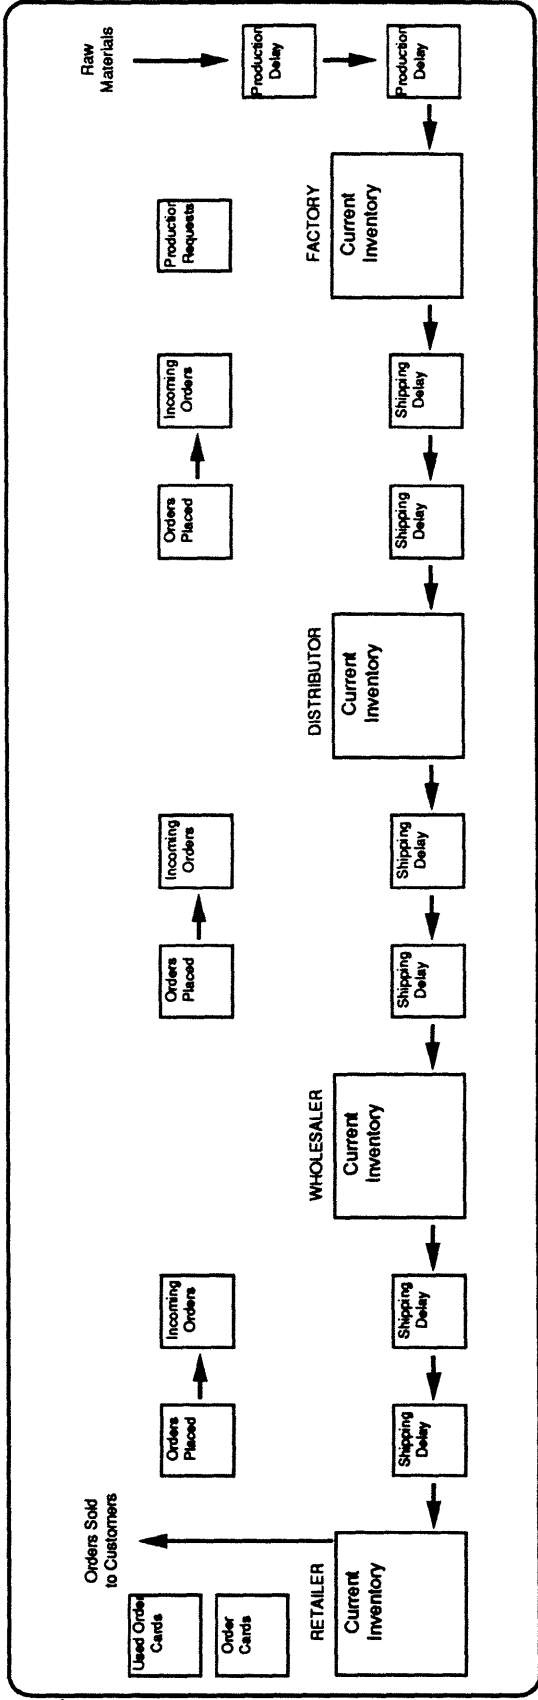 Orders Sold
to Customers
Raw
Materials
Used Order
Cards
Orders
Placed
Incoming
Orders
Orders
Placed
Incoming
Orders
Orders
Placed
Incoming
Orders
Production
Requests
Order
Cards
Production
Delay
RETAILER
Current
Inventory
Shipping
Delay
Shipping
Delay
WHOLESALER
Current
Inventory
Shipping
Delay
Shipping
Delay
DISTRIBUTOR
Current
Inventory
Shipping
Delay
Shipping
Delay
FACTORY
Current
Inventory
Production
Delay